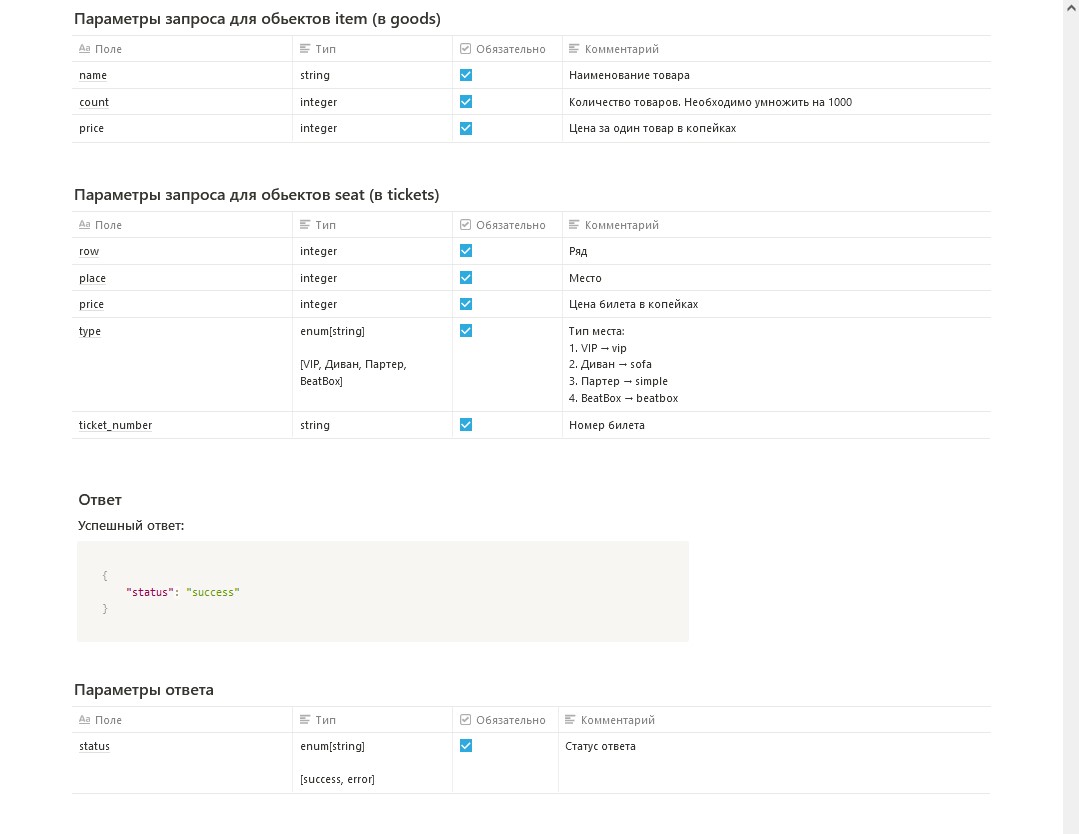 Параметры запроса для обьектов item (в goods)
Aa Поле Тип Обязательно Комментарий
name string Наименование товара
count integer Количество товаров. Необходимо умножить на 1000
price integer Цена за один товар в копейках
Параметры запроса для обьектов seat (в tickets)
Aa Поле Тип Обязательно Комментарий
row integer Ряд
place integer Место
price integer Цена билета в копейках
type enum[string] Тип места:
1. VIP → vip
[VIP, Диван, Партер, 2. Диван → sofa
BeatBox] 3. Партер → simple
4. BeatBox → beatbox
ticket_number string Номер билета
Ответ
Успешный ответ:
{
"status": "success"
}
Параметры ответа
Aa Поле Тип Обязательно Комментарий
status enum[string] Статус ответа
[success, error]